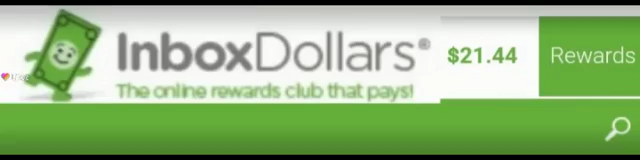 InboxDollars®
The online rewards club that pays!
$21.44
Rewards